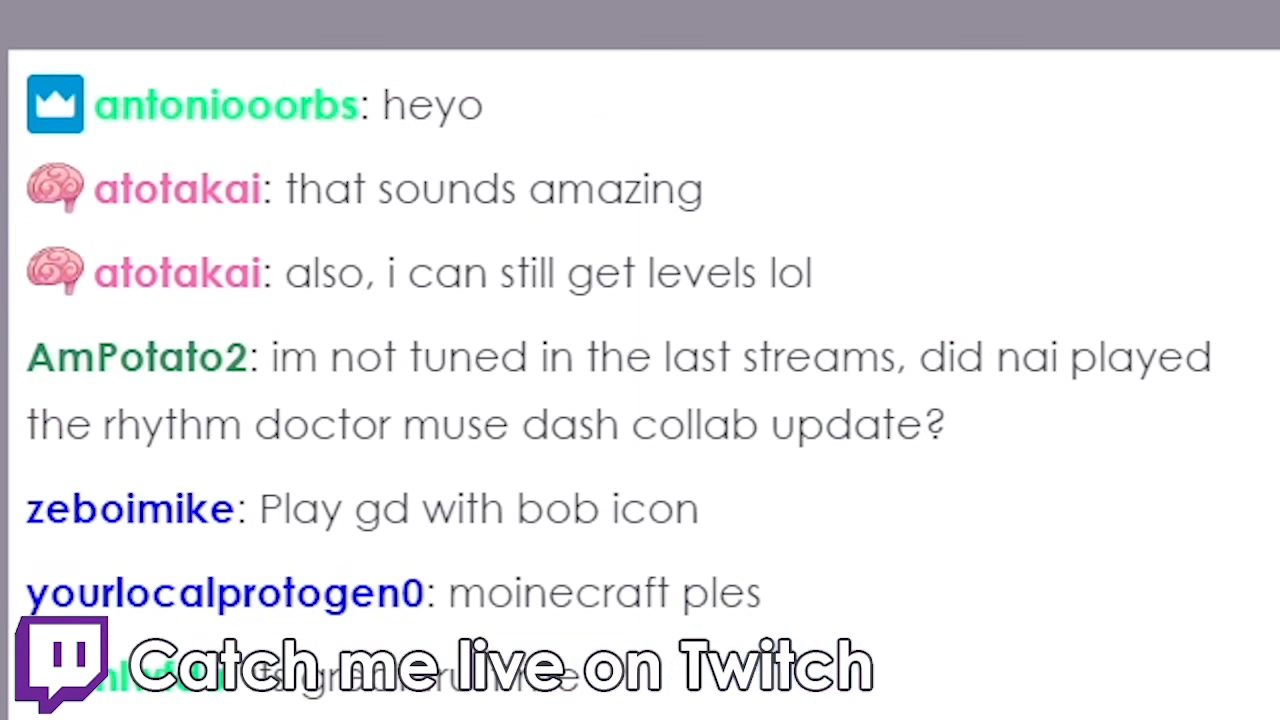 antoniooorbs: heyo
atotakai: that sounds amazing
atotakai: also, i can still get levels lol
AmPotato2: im not tuned in the last streams, did nai played
the rhythm doctor muse dash collab update?
zeboimike: Play gd with bob icon
yourlocalprotogen0: moinecraft ples
Catch me live on Twitch